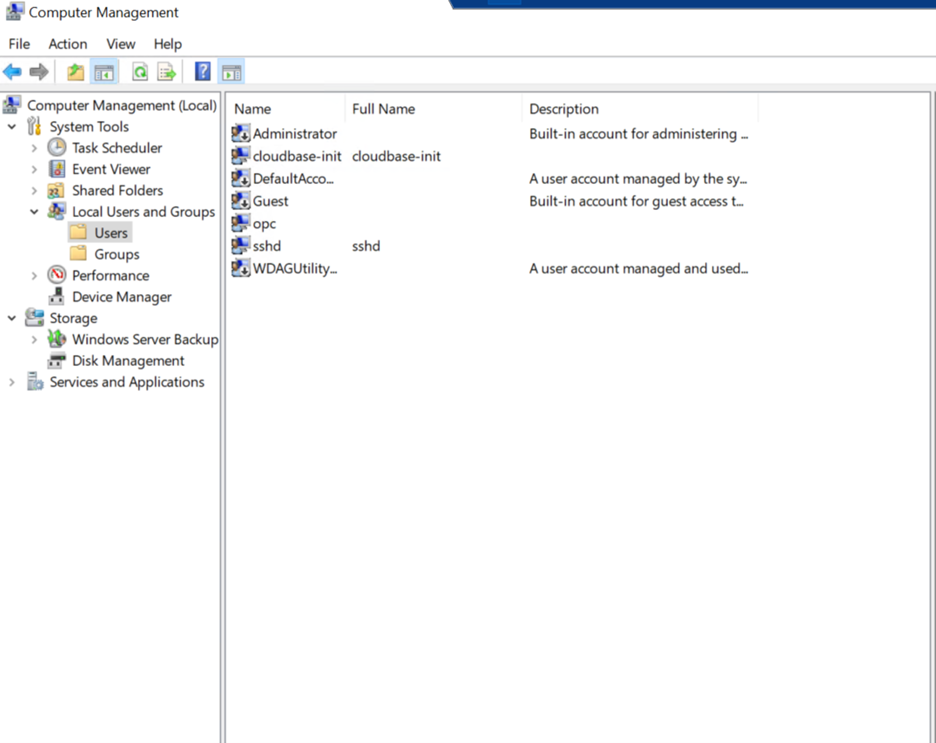 Computer Management
File Action View Help
Computer Management (Local)
System Tools
Task Scheduler
Event Viewer
Shared Folders
Local Users and Groups
Users
Groups
Performance
Device Manager
Storage
Windows Server Backup
Disk Management
Services and Applications
Name Full Name Description
Administrator Built-in account for administering ...
cloudbase-init cloudbase-init
DefaultAcco... A user account managed by the sy...
Guest Built-in account for guest access t...
opc
sshd sshd
WDAGUtility... A user account managed and used...